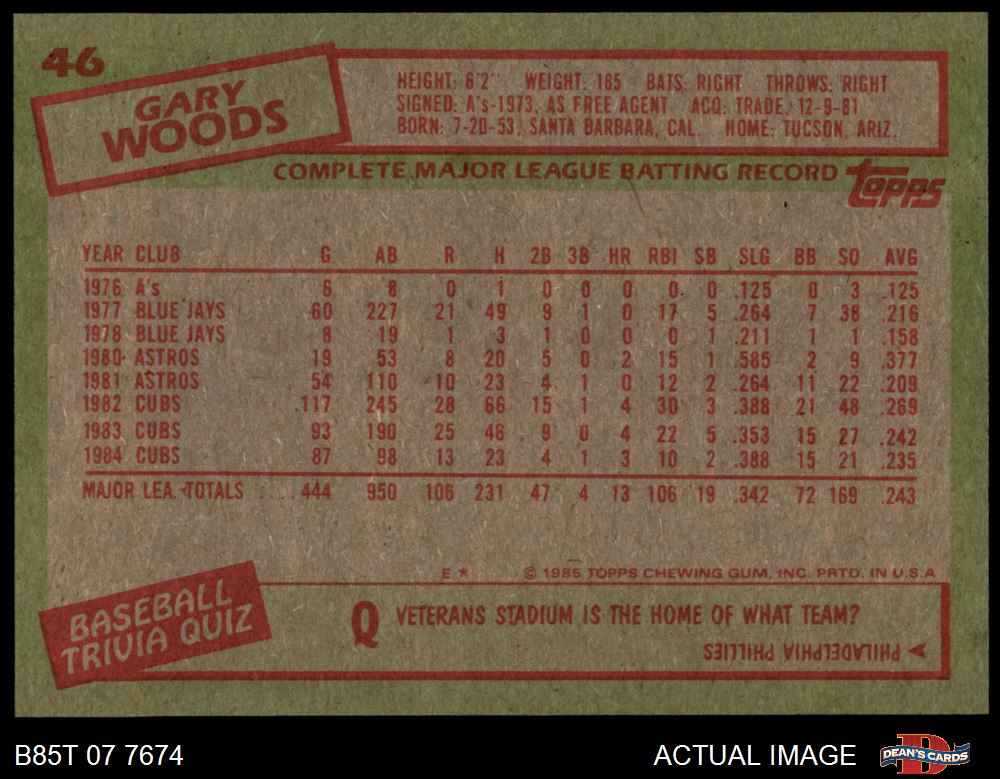 46
GARY
WOODS
HEIGHT: 6'2" WEIGHT: 185 BATS: RIGHT THROWS: RIGHT
SIGNED: A's-1973, AS FREE AGENT ACQ: TRADE, 12-9-81
BORN: 7-20-53, SANTA BARBARA, CAL. HOME: TUCSON, ARIZ.
COMPLETE MAJOR LEAGUE BATTING RECORD
topps
YEAR CLUB G AB R H 2B 3B HR RBI SB SLG BB SO AVG
1976 A's 6 8 0 1 0 0 0 0 0 .125 0 3 .125
1977 BLUE JAYS 60 227 21 49 9 1 0 17 5 .264 7 38 .216
1978 BLUE JAYS 8 19 1 3 1 0 0 0 1 .211 1 1 .158
1980 ASTROS 19 53 8 20 5 0 2 15 1 .585 2 9 .377
1981 ASTROS 54 110 10 23 4 1 0 12 2 .264 11 22 .209
1982 CUBS 117 245 28 66 15 1 4 30 3 .388 21 48 .269
1983 CUBS 93 190 25 46 9 0 4 22 5 .353 15 27 .242
1984 CUBS 87 98 13 23 4 1 3 10 2 .388 15 21 .235
MAJOR LEA. TOTALS .... 444 950 106 231 47 4 13 106 19 .342 72 169 .243
E * © 1985 TOPPS CHEWING GUM, INC. PRTD. IN U.S.A
BASEBALL
TRIVIA QUIZ
Q VETERANS STADIUM IS THE HOME OF WHAT TEAM?
PHILADELPHIA PHILLIES
B85T 07 7674 ACTUAL IMAGE
D
DEAN'S CARDS